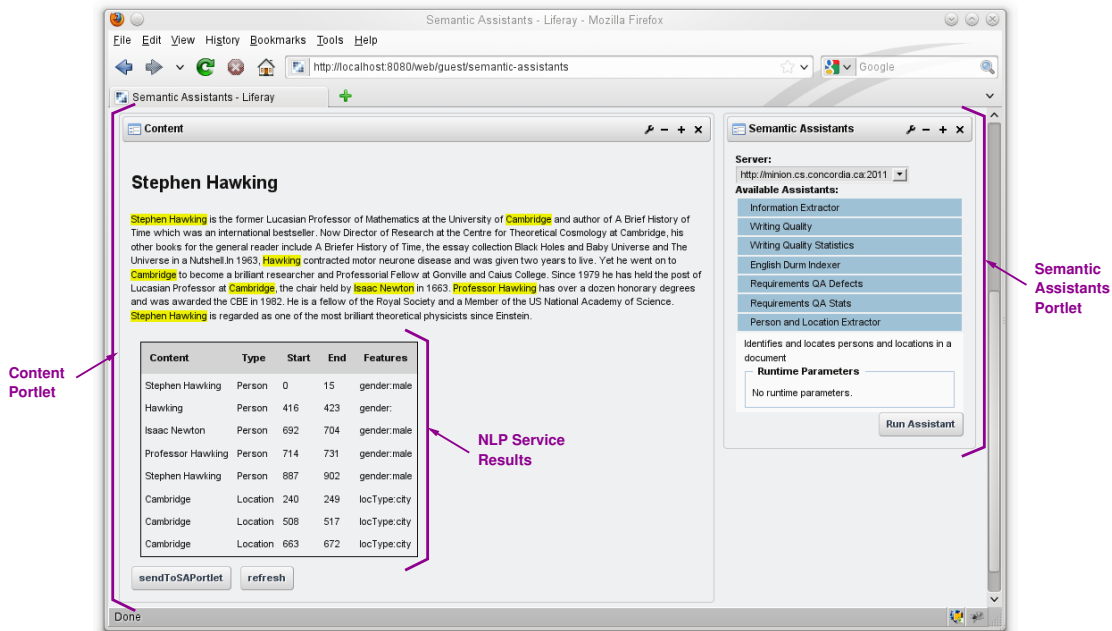 Semantic Assistants - Liferay - Mozilla Firefox
File Edit View History Bookmarks Tools Help
http://localhost:8080/web/guest/semantic-assistants
Google
Semantic Assistants - Liferay
Content
Stephen Hawking
Stephen Hawking is the former Lucasian Professor of Mathematics at the University of Cambridge and author of A Brief History of
Time which was an international bestseller. Now Director of Research at the Centre for Theoretical Cosmology at Cambridge, his
other books for the general reader include A Briefer History of Time, the essay collection Black Holes and Baby Universe and The
Universe in a Nutshell.In 1963, Hawking contracted motor neurone disease and was given two years to live. Yet he went on to
Cambridge to become a brilliant researcher and Professorial Fellow at Gonville and Caius College. Since 1979 he has held the post of
Lucasian Professor at Cambridge, the chair held by Isaac Newton in 1663. Professor Hawking has over a dozen honorary degrees
and was awarded the CBE in 1982. He is a fellow of the Royal Society and a Member of the US National Academy of Science.
Stephen Hawking is regarded as one of the most brilliant theoretical physicists since Einstein.
Content Type Start End Features
Stephen Hawking Person 0 15 gender:male
Hawking Person 416 423 gender:
Isaac Newton Person 692 704 gender:male
Professor Hawking Person 714 731 gender:male
Stephen Hawking Person 887 902 gender:male
Cambridge Location 240 249 locType:city
Cambridge Location 508 517 locType:city
Cambridge Location 663 672 locType:city
sendToSAPortlet refresh
Semantic Assistants
Server:
http://minion.cs.concordia.ca:2011
Available Assistants:
Information Extractor
Writing Quality
Writing Quality Statistics
English Durm Indexer
Requirements QA Defects
Requirements QA Stats
Person and Location Extractor
Identifies and locates persons and locations in a
document
Runtime Parameters
No runtime parameters.
Run Assistant
Done
Content
Portlet
NLP Service
Results
Semantic
Assistants
Portlet